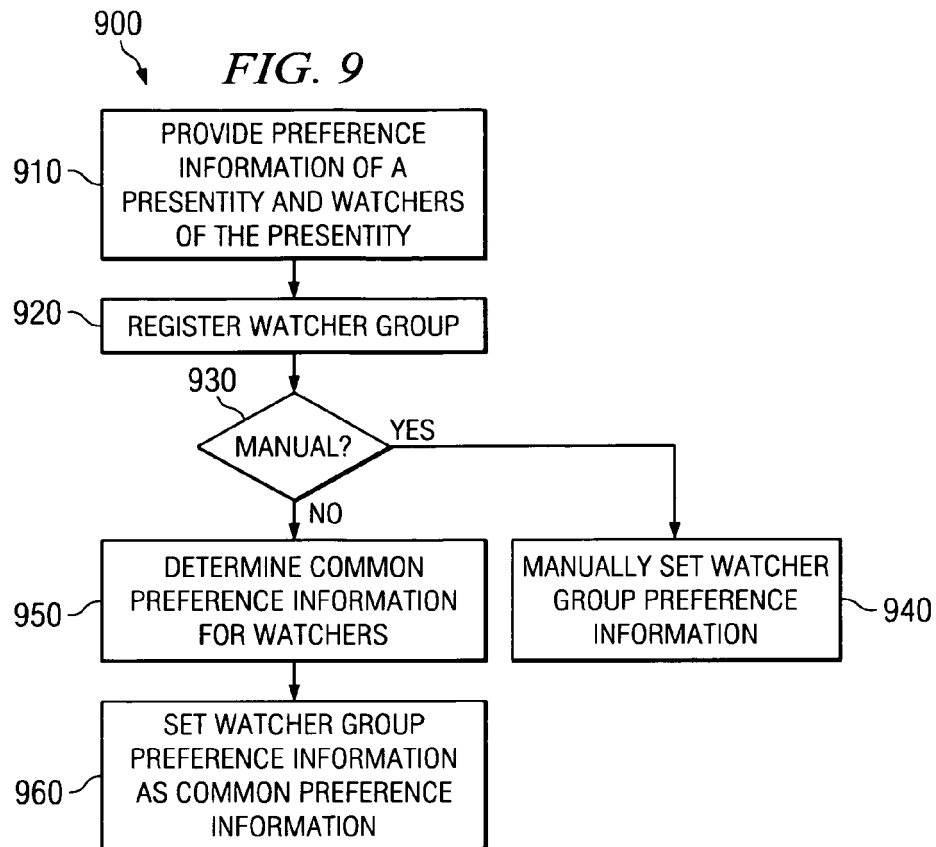 900
FIG. 9
910
PROVIDE PREFERENCE
INFORMATION OF A
PRESENTITY AND WATCHERS
OF THE PRESENTITY
920
REGISTER WATCHER GROUP
930
MANUAL?
YES
NO
950
DETERMINE COMMON
PREFERENCE INFORMATION
FOR WATCHERS
MANUALLY SET WATCHER
GROUP PREFERENCE
INFORMATION
940
960
SET WATCHER GROUP
PREFERENCE INFORMATION
AS COMMON PREFERENCE
INFORMATION